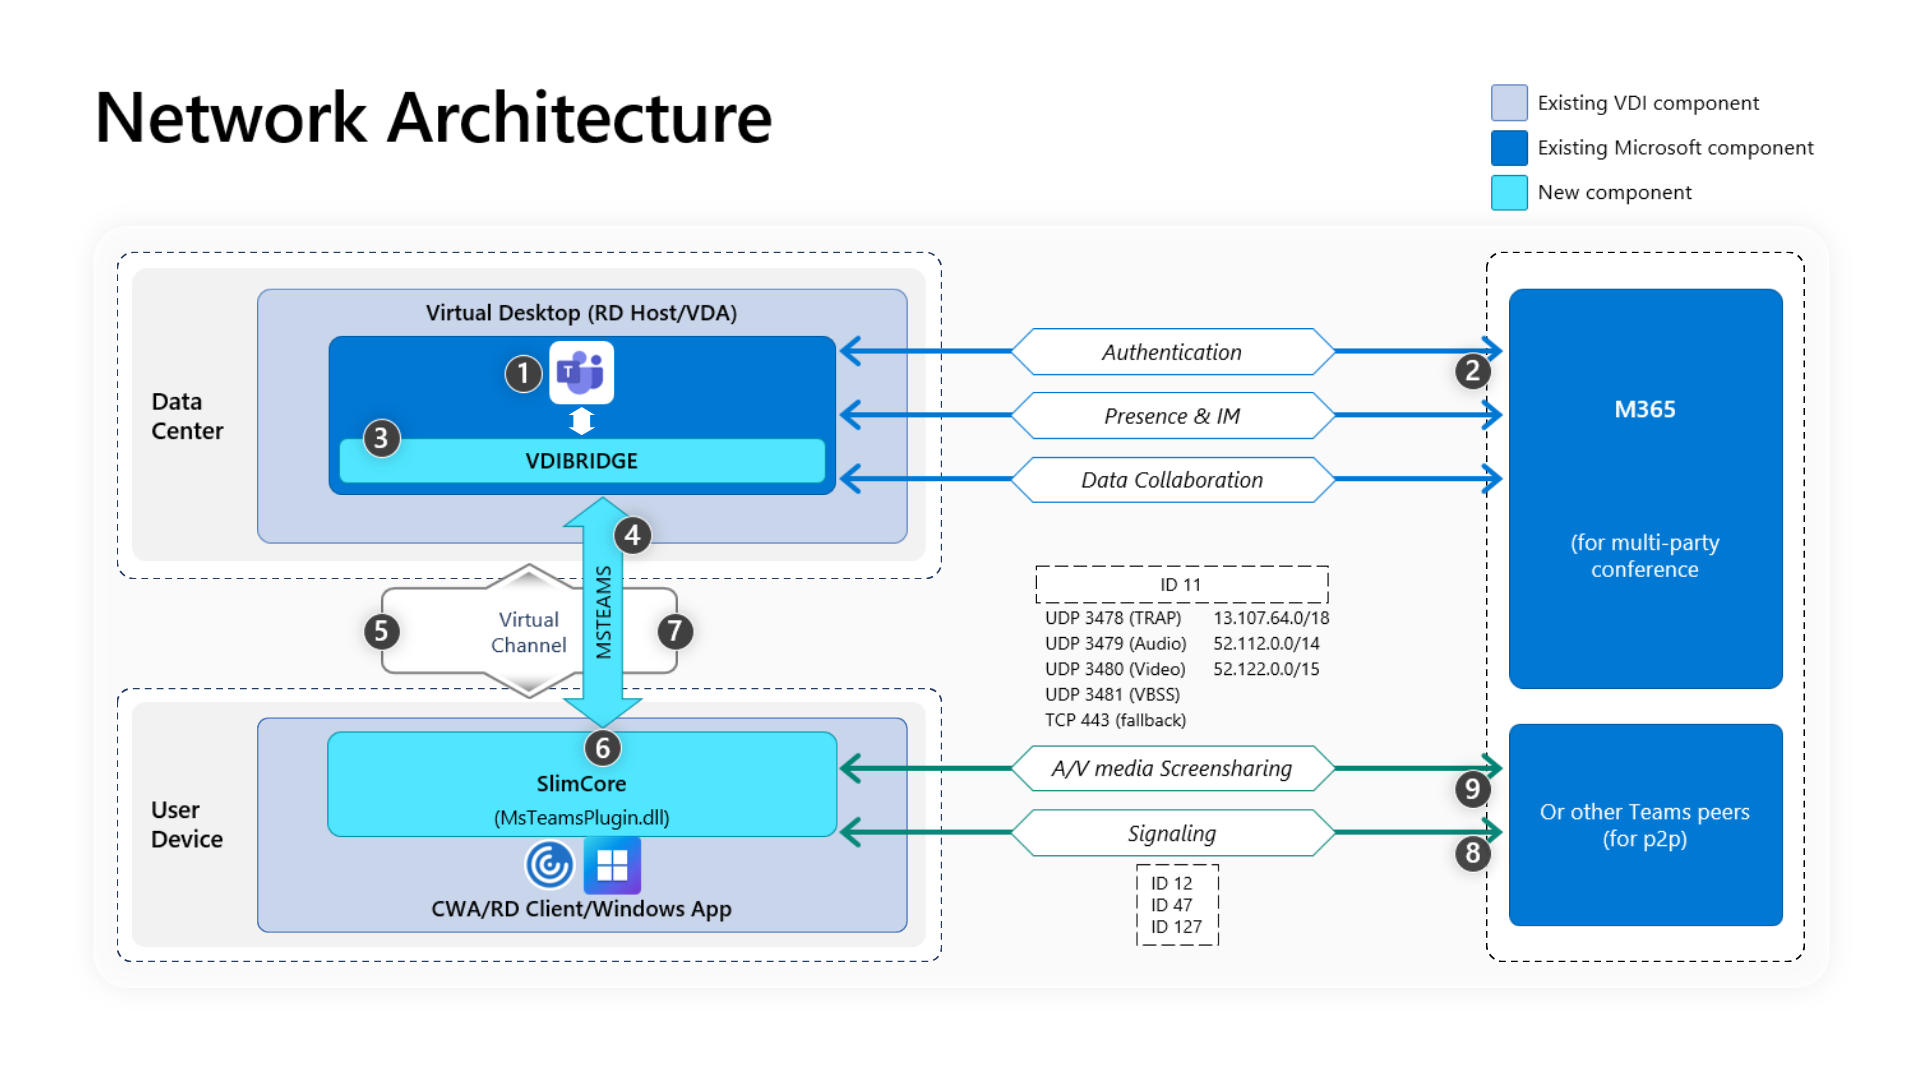 Network Architecture
Existing VDI component
Existing Microsoft component
New component
Data
Center
Virtual Desktop (RD Host/VDA)
1
T
3
VDIBRIDGE
4
MSTEAMS
Virtual
Channel
5
7
User
Device
6
SlimCore
(MsTeamsPlugin.dll)
CWA/RD Client/Windows App
Authentication
2
Presence & IM
Data Collaboration
ID 11
UDP 3478 (TRAP) 13.107.64.0/18
UDP 3479 (Audio) 52.112.0.0/14
UDP 3480 (Video) 52.122.0.0/15
UDP 3481 (VBSS)
TCP 443 (fallback)
A/V media Screensharing
9
Signaling
8
ID 12
ID 47
ID 127
M365
(for multi-party
conference
Or other Teams peers
(for p2p)